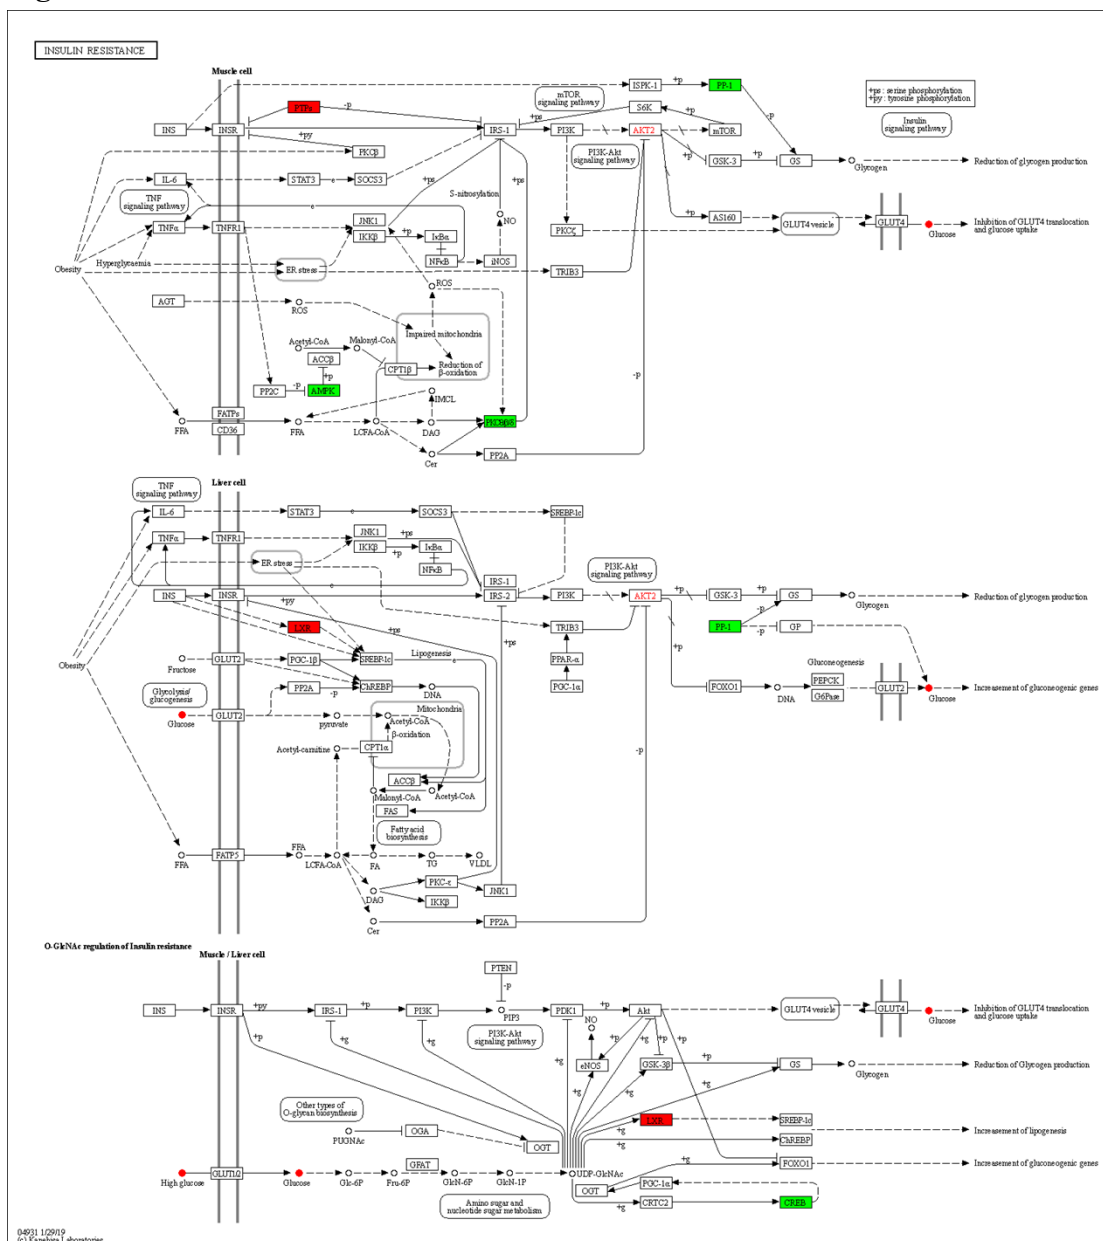 INSULIN RESISTANCE
Muscle cell
ISPK-1
+p
PP-1
+ps : serine phosphorylation
+py : tyrosine phosphorylation
PTPs
-p
mTOR
signaling pathway
+ps
S6K
-p
Insulin
signaling pathway
INS
INSR
IRS-1
PI3K
AKT2
mTOR
+py
PKCβ
PI3K-Akt
signaling pathway
+p
-p
GSK-3
+p
GS
Glycogen
Reduction of glycogen production
IL-6
STAT3
e
SOCS3
+ps
+ps
TNF
signaling pathway
S-nitrosylation
e
+p
AS160
TNFα
TNFR1
JNK1
IKKβ
+p
IκBα
NFκB
NO
iNOS
PKCζ
GLUT4 vesicle
GLUT4
Glucose
Inhibition of GLUT4 translocation
and glucose uptake
Hyperglycaemia
Obesity
ER stress
TRIB3
ROS
AGT
ROS
Impaired mitochondria
Acetyl-CoA
Malonyl-CoA
ACCβ
CPT1β
Reduction of
β-oxidation
+p
PP2C
-p
AMPK
-p
IMCL
FATPs
CD36
FFA
FFA
LCFA-CoA
DAG
Cer
PP2A
Liver cell
TNF
signaling pathway
IL-6
STAT3
e
SOCS3
SREBP-1c
TNFα
TNFR1
JNK1
IKKβ
+ps
+p
IκBα
NFκB
ER stress
PI3K-Akt
signaling pathway
e
IRS-1
INS
INSR
IRS-2
PI3K
AKT2
+p
GSK-3
+p
GS
Glycogen
Reduction of glycogen production
+py
LXR
+ps
+ps
TRIB3
-p
PP-1
-p
GP
+p
Obesity
Fructose
GLUT2
PGC-1β
SREBP-1c
Lipogenesis
e
PPAR-α
Gluconeogenesis
PP2A
-p
ChREBP
DNA
PGC-1α
FOXO1
DNA
PEPCK
G6Pase
GLUT2
Glucose
Increasement of gluconeogenic genes
Glycolysis/
glucogenesis
Glucose
GLUT2
pyruvate
Mitochondria
Acetyl-CoA
β-oxidation
Acetyl-carnitine
CPT1α
-p
ACCβ
Malonyl-CoA
Acetyl-CoA
FAS
Fatty acid
biosynthesis
FFA
FATP5
FFA
LCFA-CoA
FA
TG
VLDL
DAG
PKC-ε
IKKβ
JNK1
Cer
PP2A
O-GlcNAc regulation of Insulin resistance
Muscle / Liver cell
PTEN
-p
INS
INSR
+py
IRS-1
+p
PI3K
PIP3
+p
PDK1
+p
Akt
GLUT4 vesicle
GLUT4
Glucose
Inhibition of GLUT4 translocation
and glucose uptake
+p
+g
+g
PI3K-Akt
signaling pathway
NO
+p
+p
+p
+g
+g
eNOS
GSK-3β
+p
GS
Glycogen
Reduction of Glycogen production
+g
+g
+g
Other types of
O-glycan biosynthesis
PUGNAc
OGA
OGT
+g
LXR
SREBP-1c
+g
ChREBP
Increasement of lipogenesis
+g
FOXO1
Increasement of gluconeogenic genes
High glucose
GLUT1/2
Glucose
Glc-6P
GFAT
Fru-6P
GlcN-6P
GlcN-1P
UDP-GlcNAc
OGT
+g
PGC-1α
+g
CRTC2
+g
CREB
Amino sugar and
nucleotide sugar metabolism
04931 1/29/19
(c) Kanehisa Laboratories